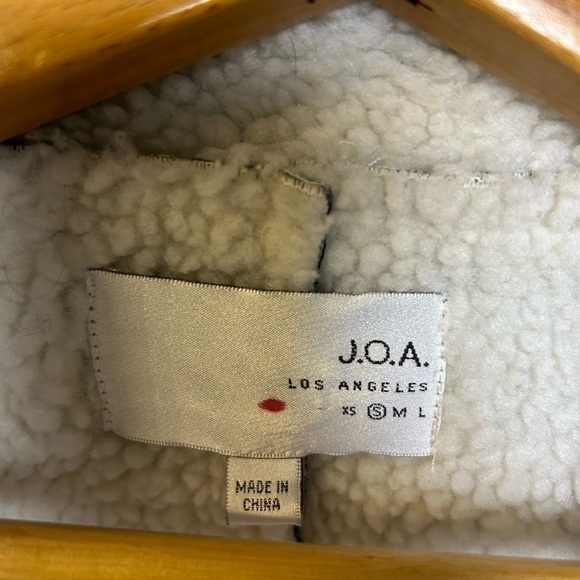 J.O.A.
LOS ANGELES
XS S M L
MADE IN
CHINA